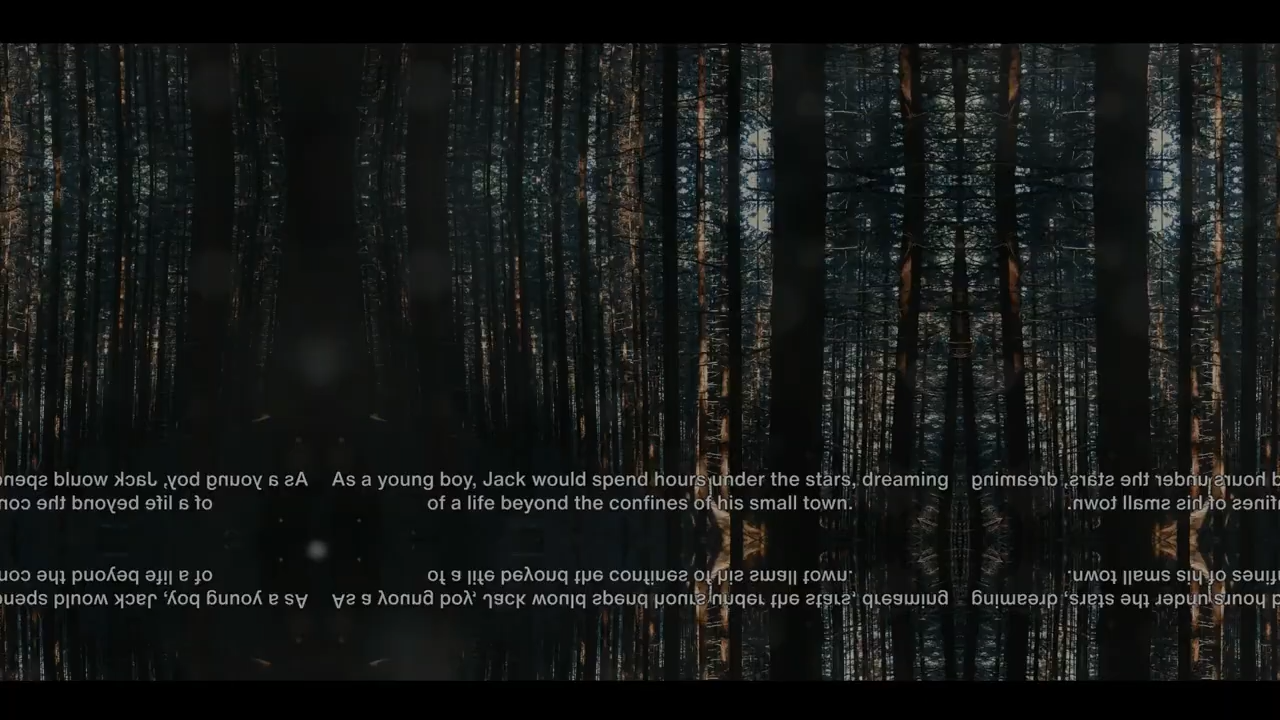 As a young boy, Jack would spend hours under the stars, dreaming
of a life beyond the confines of his small town.